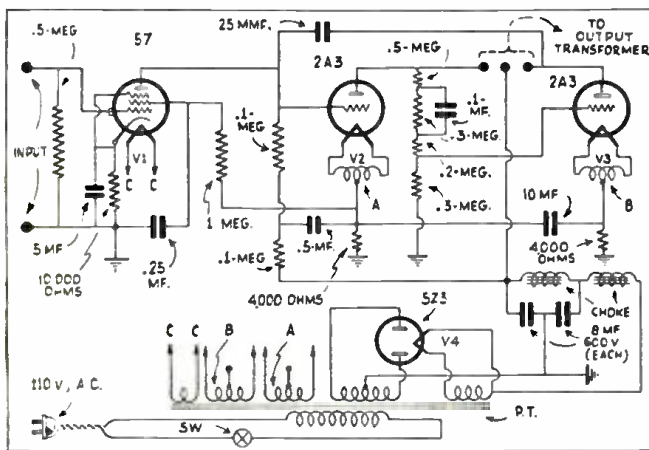 .5-MEG
57
25 MMF.
2A3
.5-MEG
TO
OUTPUT
TRANSFORMER
2A3
.1-
MF.
.3-MEG.
.2-MEG.
.3-MEG.
INPUT
V1
C C
.1-
MEG
V2
A
V3
B
1 MEG.
10 MF
5 MF
10,000
OHMS
.25
MF.
.1-
MEG
.5-MF.
4000 OHMS
4000
OHMS
5Z3
V4
CHOKE
8 MF
600 V
(EACH)
C C B A
110 V., A.C.
SW
P.T.